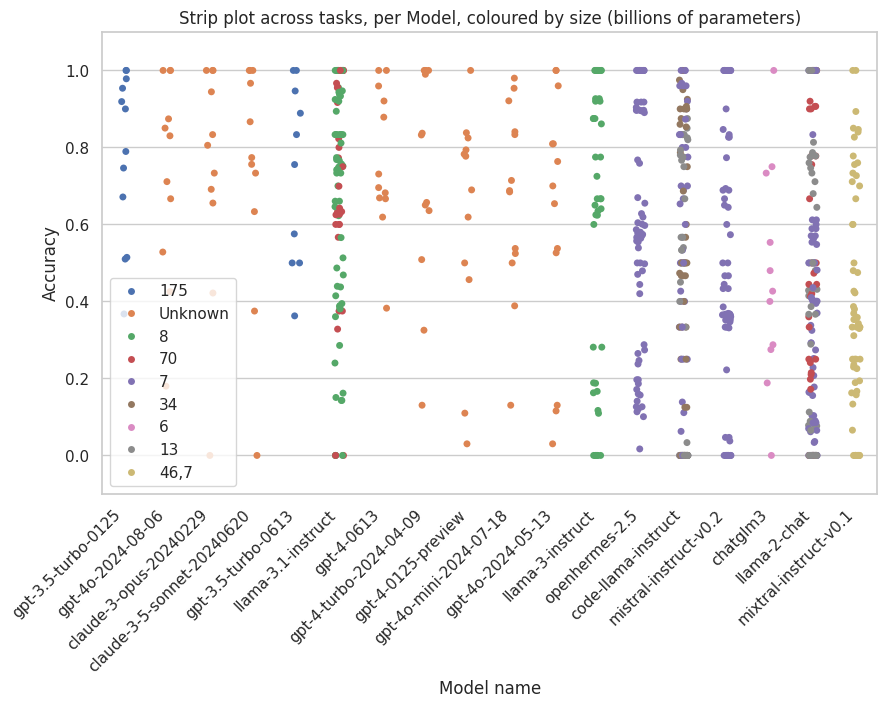 Strip plot across tasks, per Model, coloured by size (billions of parameters)
Accuracy
1.0
0.8
0.6
0.4
0.2
0.0
175
Unknown
8
70
7
34
6
13
46,7
gpt-3.5-turbo-0125
gpt-4o-2024-08-06
claude-3-opus-20240229
claude-3-5-sonnet-20240620
gpt-3.5-turbo-0613
llama-3.1-instruct
gpt-4-0613
gpt-4-turbo-2024-04-09
gpt-4-0125-preview
gpt-4o-mini-2024-07-18
gpt-4o-2024-05-13
llama-3-instruct
openhermes-2.5
code-llama-instruct
mistral-instruct-v0.2
chatglm3
llama-2-chat
mixtral-instruct-v0.1
Model name